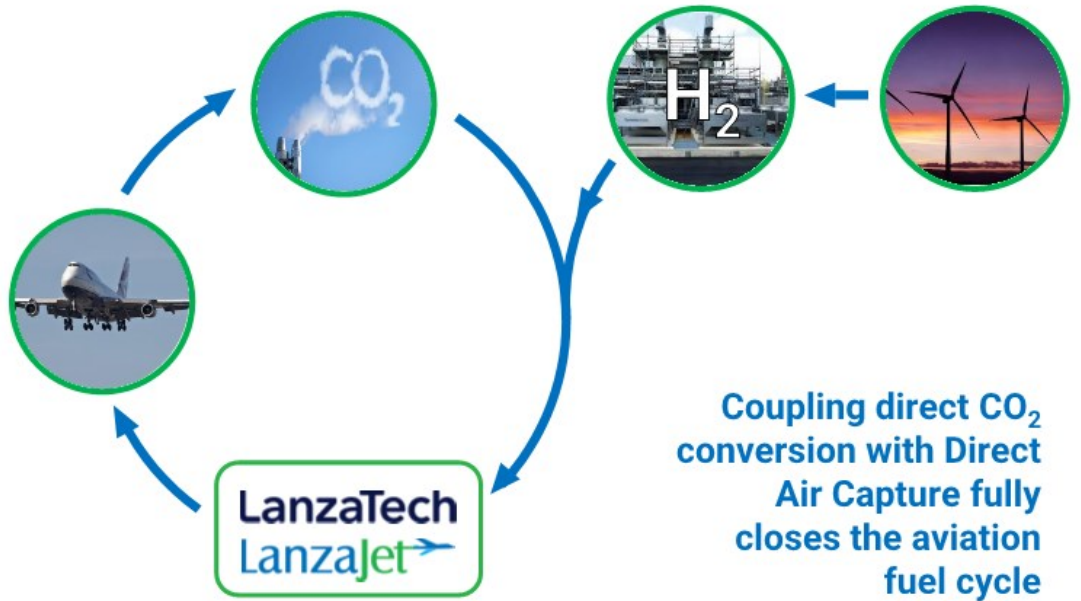 CO₂
H₂
LanzaTech
LanzaJet
Coupling direct CO₂
conversion with Direct
Air Capture fully
closes the aviation
fuel cycle